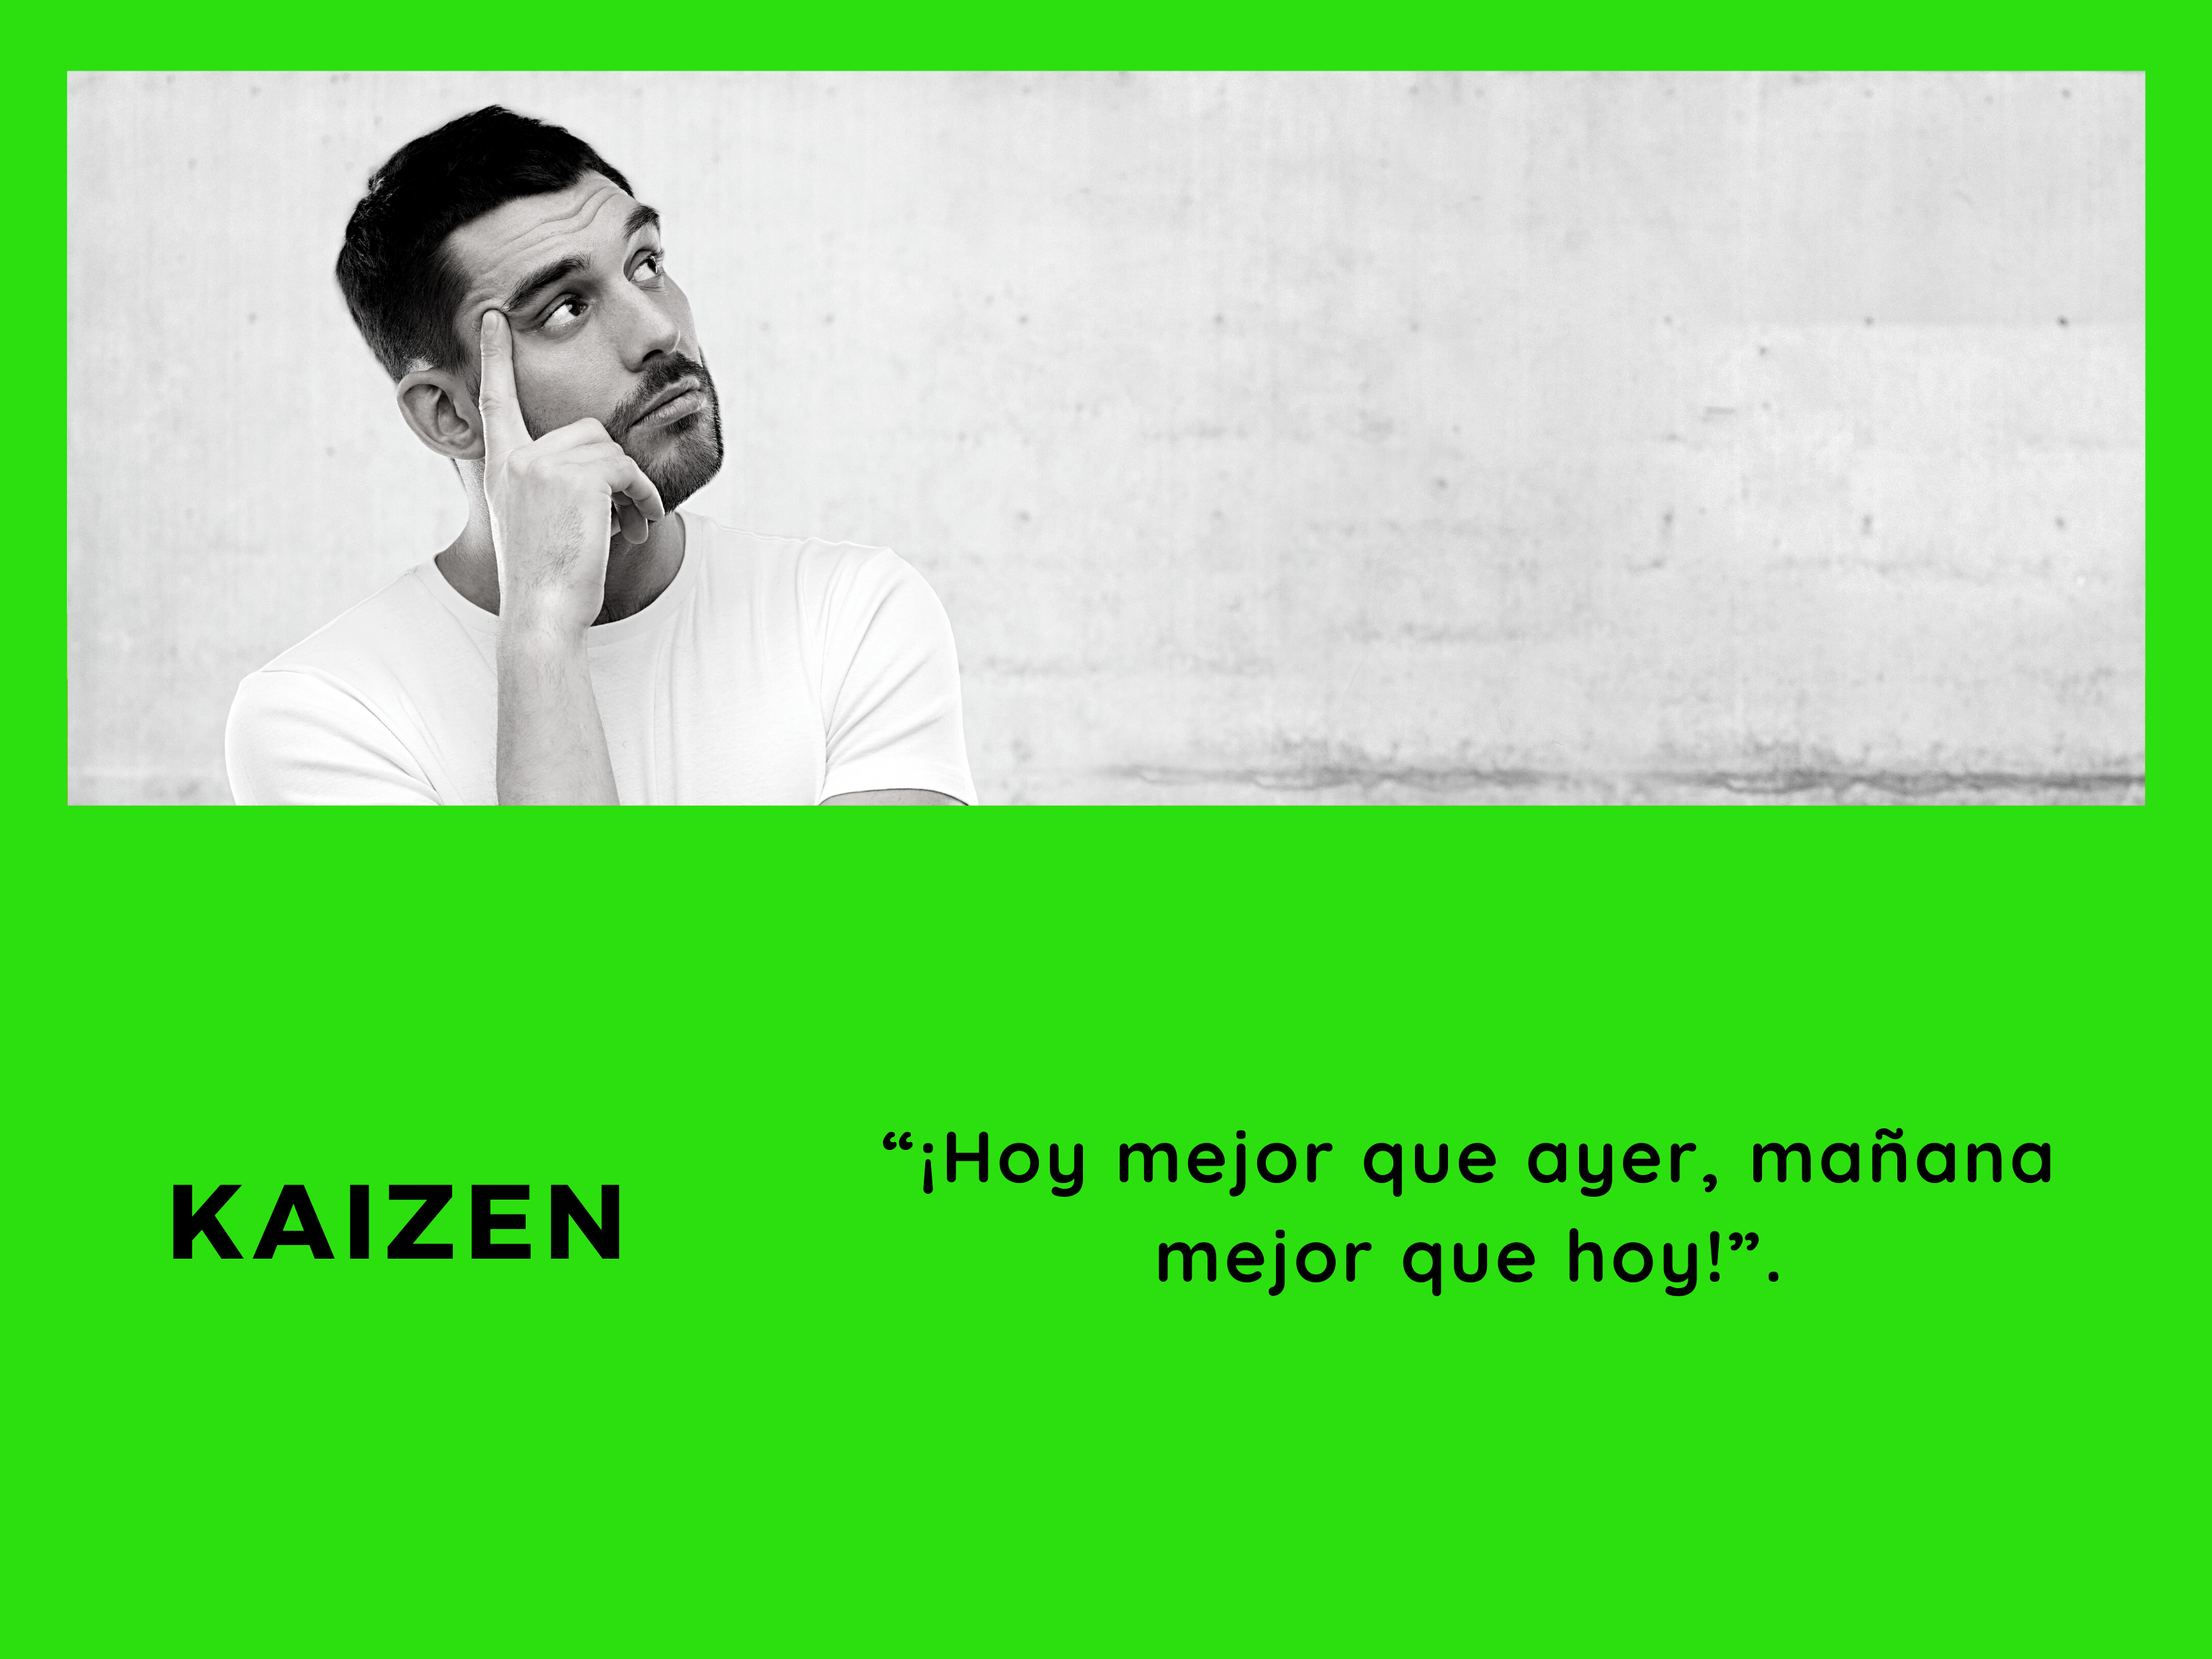 KAIZEN
“¡Hoy mejor que ayer, mañana
mejor que hoy!”.